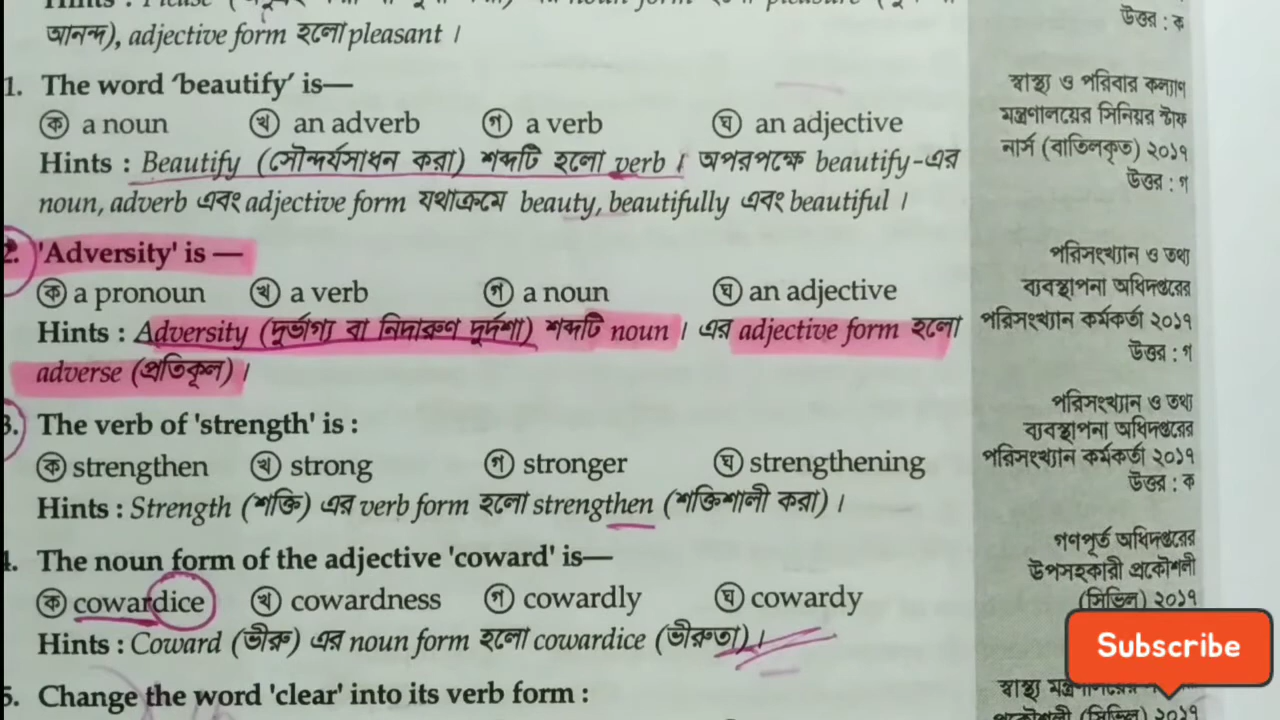 আনন্দ), adjective form হলো pleasant ।
উত্তর : ক
1. The word ‘beautify’ is—
ক a noun খ an adverb গ a verb ঘ an adjective
Hints : Beautify (সৌন্দর্যসাধন করা) শব্দটি হলো verb । অপরপক্ষে beautify-এর
noun, adverb এবং adjective form যথাক্রমে beauty, beautifully এবং beautiful ।
স্বাস্থ্য ও পরিবার কল্যাণ
মন্ত্রণালয়ের সিনিয়র স্টাফ
নার্স (বাতিলকৃত) ২০১৭
উত্তর : গ
2. 'Adversity' is —
ক a pronoun খ a verb গ a noun ঘ an adjective
Hints : Adversity (দুর্ভাগ্য বা নিদারুণ দুর্দশা) শব্দটি noun । এর adjective form হলো
adverse (প্রতিকূল) ।
পরিসংখ্যান ও তথ্য
ব্যবস্থাপনা অধিদপ্তরের
পরিসংখ্যান কর্মকর্তা ২০১৭
উত্তর : গ
3. The verb of 'strength' is :
ক strengthen খ strong গ stronger ঘ strengthening
Hints : Strength (শক্তি) এর verb form হলো strengthen (শক্তিশালী করা) ।
পরিসংখ্যান ও তথ্য
ব্যবস্থাপনা অধিদপ্তরের
পরিসংখ্যান কর্মকর্তা ২০১৭
উত্তর : ক
4. The noun form of the adjective 'coward' is—
ক cowardice খ cowardness গ cowardly ঘ cowardy
Hints : Coward (ভীরু) এর noun form হলো cowardice (ভীরুতা) ।
গণপূর্ত অধিদপ্তরের
উপসহকারী প্রকৌশলী
(সিভিল) ২০১৭
Subscribe
5. Change the word 'clear' into its verb form :
স্বাস্থ্য
(সিভিল) ২০১৭